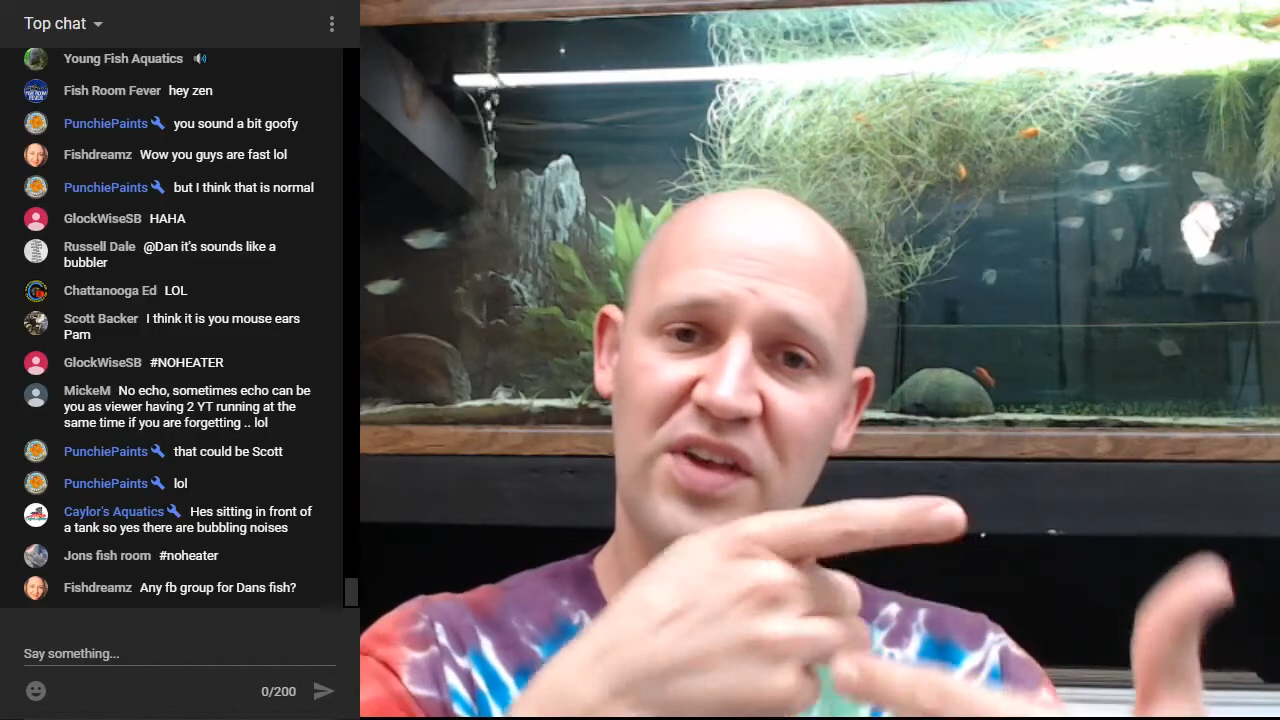 Top chat
Young Fish Aquatics
Fish Room Fever hey zen
PunchiePaints you sound a bit goofy
Fishdreamz Wow you guys are fast lol
PunchiePaints but I think that is normal
GlockWiseSB HAHA
Russell Dale @Dan it's sounds like a
bubbler
Chattanooga Ed LOL
Scott Backer I think it is you mouse ears
Pam
GlockWiseSB #NOHEATER
MickeM No echo, sometimes echo can be
you as viewer having 2 YT running at the
same time if you are forgetting .. lol
PunchiePaints that could be Scott
PunchiePaints lol
Caylor's Aquatics Hes sitting in front of
a tank so yes there are bubbling noises
Jons fish room #noheater
Fishdreamz Any fb group for Dans fish?
Say something...
0/200